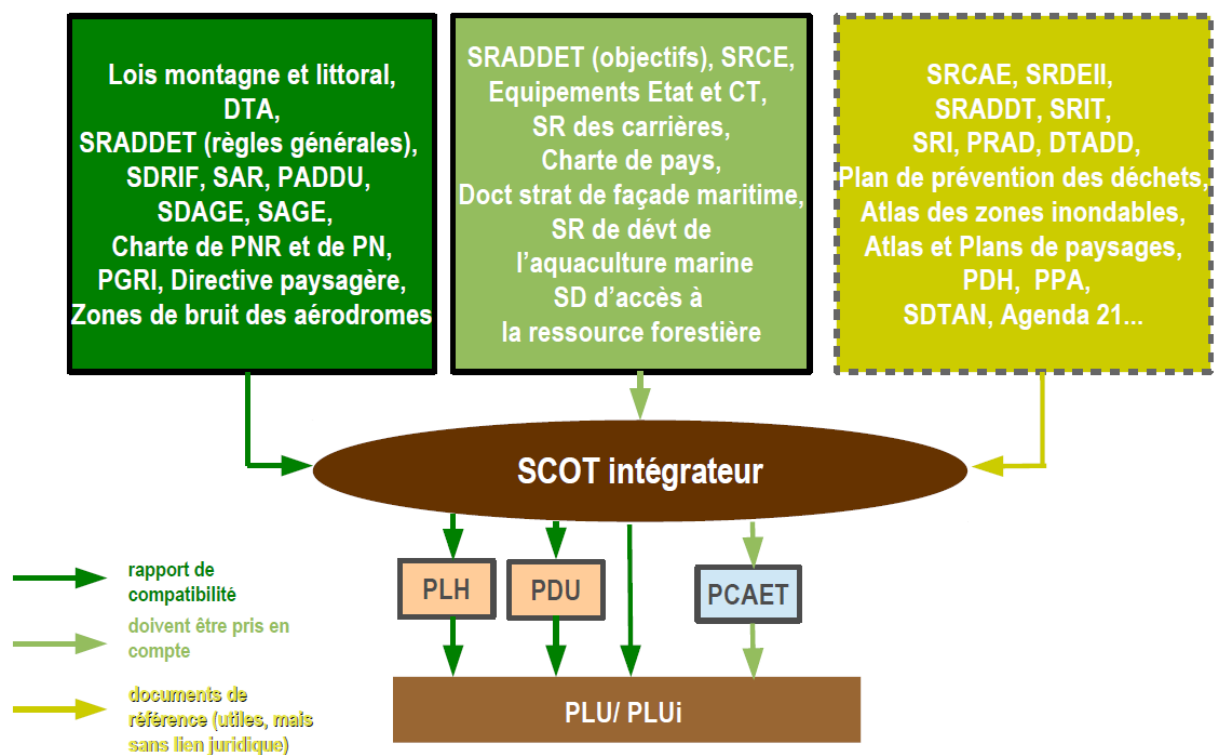 Lois montagne et littoral,
DTA,
SRADDET (règles générales),
SDRIF, SAR, PADDU,
SDAGE, SAGE,
Charte de PNR et de PN,
PGRI, Directive paysagère,
Zones de bruit des aérodromes
SRADDET (objectifs), SRCE,
Equipements Etat et CT,
SR des carrières,
Charte de pays,
Doct strat de façade maritime,
SR de dévt de
l'aquaculture marine
SD d'accès à
la ressource forestière
SRCAE, SRDEII,
SRADDT, SRIT,
SRI, PRAD, DTADD,
Plan de prévention des déchets,
Atlas des zones inondables,
Atlas et Plans de paysages,
PDH, PPA,
SDTAN, Agenda 21...
SCOT intégrateur
PLH
PDU
PCAET
PLU/ PLUi
rapport de
compatibilité
doivent être pris en
compte
documents de
référence (utiles, mais
sans lien juridique)